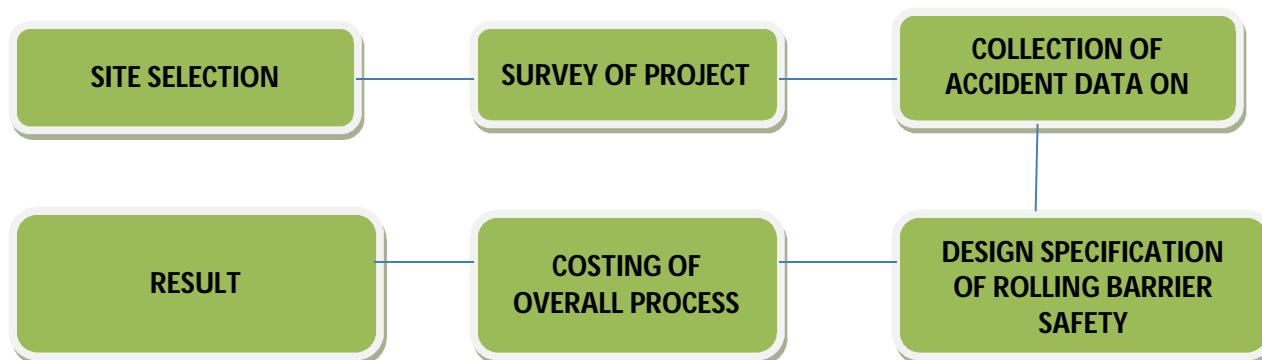 SITE SELECTION
SURVEY OF PROJECT
COLLECTION OF
ACCIDENT DATA ON
RESULT
COSTING OF
OVERALL PROCESS
DESIGN SPECIFICATION
OF ROLLING BARRIER
SAFETY